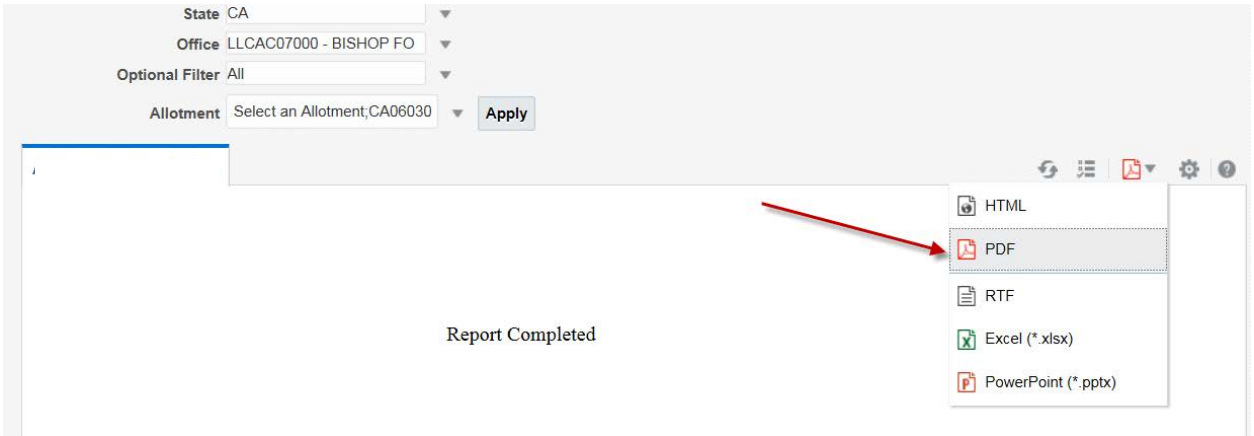 State CA
Office LLCAC07000 - BISHOP FO
Optional Filter All
Allotment Select an Allotment;CA06030 Apply
HTML
PDF
RTF
Excel (*.xlsx)
PowerPoint (*.pptx)
Report Completed